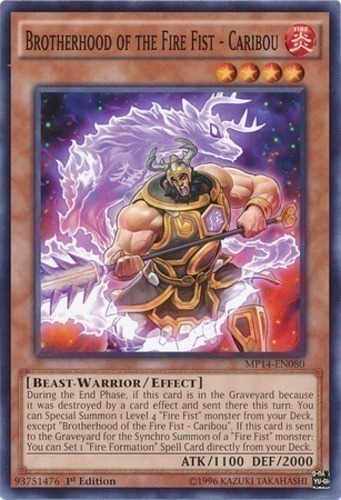 BROTHERHOOD OF THE FIRE FIST - CARIBOU
炎
MP14-EN080
[BEAST-WARRIOR/EFFECT]
During the End Phase, if this card is in the Graveyard because
it was destroyed by a card effect and sent there this turn: You
can Special Summon 1 Level 4 "Fire Fist" monster from your Deck,
except "Brotherhood of the Fire Fist - Caribou". If this card is sent
to the Graveyard for the Synchro Summon of a "Fire Fist" monster:
You can Set 1 "Fire Formation" Spell Card directly from your Deck.
ATK/1100 DEF/2000
93751476 1st Edition ©1996 KAZUKI TAKAHASHI